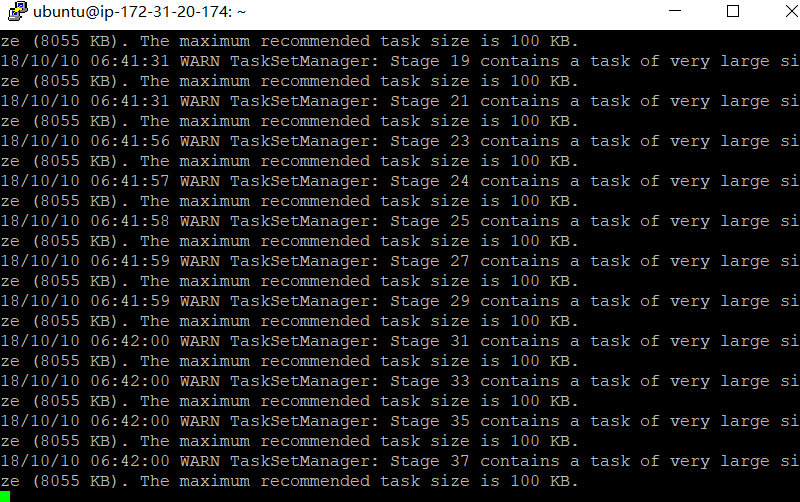 ubuntu@ip-172-31-20-174: ~
ze (8055 KB). The maximum recommended task size is 100 KB.
18/10/10 06:41:31 WARN TaskSetManager: Stage 19 contains a task of very large si
ze (8055 KB). The maximum recommended task size is 100 KB.
18/10/10 06:41:31 WARN TaskSetManager: Stage 21 contains a task of very large si
ze (8055 KB). The maximum recommended task size is 100 KB.
18/10/10 06:41:56 WARN TaskSetManager: Stage 23 contains a task of very large si
ze (8055 KB). The maximum recommended task size is 100 KB.
18/10/10 06:41:57 WARN TaskSetManager: Stage 24 contains a task of very large si
ze (8055 KB). The maximum recommended task size is 100 KB.
18/10/10 06:41:58 WARN TaskSetManager: Stage 25 contains a task of very large si
ze (8055 KB). The maximum recommended task size is 100 KB.
18/10/10 06:41:59 WARN TaskSetManager: Stage 27 contains a task of very large si
ze (8055 KB). The maximum recommended task size is 100 KB.
18/10/10 06:41:59 WARN TaskSetManager: Stage 29 contains a task of very large si
ze (8055 KB). The maximum recommended task size is 100 KB.
18/10/10 06:42:00 WARN TaskSetManager: Stage 31 contains a task of very large si
ze (8055 KB). The maximum recommended task size is 100 KB.
18/10/10 06:42:00 WARN TaskSetManager: Stage 33 contains a task of very large si
ze (8055 KB). The maximum recommended task size is 100 KB.
18/10/10 06:42:00 WARN TaskSetManager: Stage 35 contains a task of very large si
ze (8055 KB). The maximum recommended task size is 100 KB.
18/10/10 06:42:00 WARN TaskSetManager: Stage 37 contains a task of very large si
ze (8055 KB). The maximum recommended task size is 100 KB.